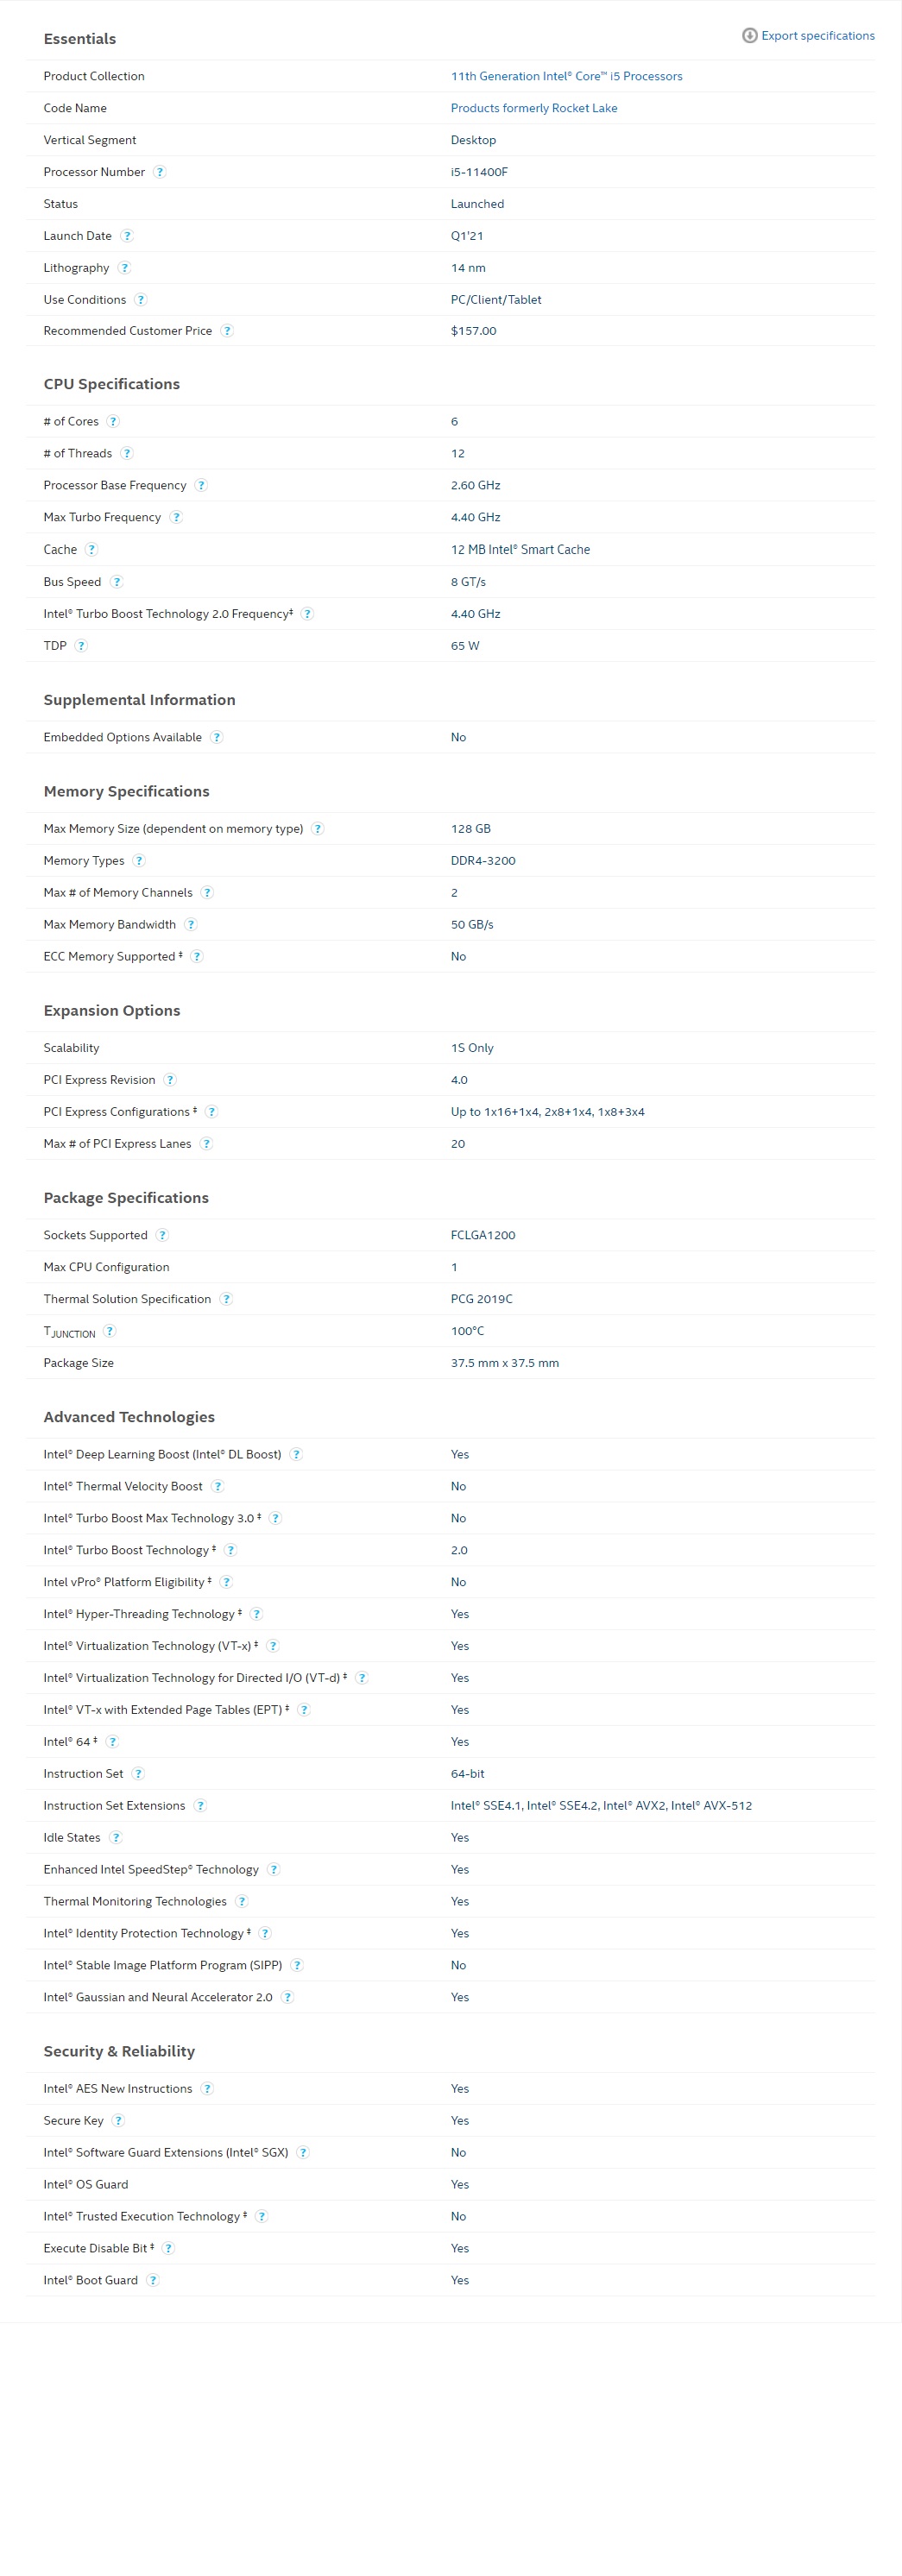 Essentials
Export specifications
Product Collection 11th Generation Intel® Core™ i5 Processors
Code Name Products formerly Rocket Lake
Vertical Segment Desktop
Processor Number ? i5-11400F
Status Launched
Launch Date ? Q1'21
Lithography ? 14 nm
Use Conditions ? PC/Client/Tablet
Recommended Customer Price ? $157.00
CPU Specifications
# of Cores ? 6
# of Threads ? 12
Processor Base Frequency ? 2.60 GHz
Max Turbo Frequency ? 4.40 GHz
Cache ? 12 MB Intel® Smart Cache
Bus Speed ? 8 GT/s
Intel® Turbo Boost Technology 2.0 Frequency‡ ? 4.40 GHz
TDP ? 65 W
Supplemental Information
Embedded Options Available ? No
Memory Specifications
Max Memory Size (dependent on memory type) ? 128 GB
Memory Types ? DDR4-3200
Max # of Memory Channels ? 2
Max Memory Bandwidth ? 50 GB/s
ECC Memory Supported ‡ ? No
Expansion Options
Scalability 1S Only
PCI Express Revision ? 4.0
PCI Express Configurations ‡ ? Up to 1x16+1x4, 2x8+1x4, 1x8+3x4
Max # of PCI Express Lanes ? 20
Package Specifications
Sockets Supported ? FCLGA1200
Max CPU Configuration 1
Thermal Solution Specification ? PCG 2019C
TJUNCTION ? 100°C
Package Size 37.5 mm x 37.5 mm
Advanced Technologies
Intel® Deep Learning Boost (Intel® DL Boost) ? Yes
Intel® Thermal Velocity Boost ? No
Intel® Turbo Boost Max Technology 3.0 ‡ ? No
Intel® Turbo Boost Technology ‡ ? 2.0
Intel vPro® Platform Eligibility ‡ ? No
Intel® Hyper-Threading Technology ‡ ? Yes
Intel® Virtualization Technology (VT-x) ‡ ? Yes
Intel® Virtualization Technology for Directed I/O (VT-d) ‡ ? Yes
Intel® VT-x with Extended Page Tables (EPT) ‡ ? Yes
Intel® 64 ‡ ? Yes
Instruction Set ? 64-bit
Instruction Set Extensions ? Intel® SSE4.1, Intel® SSE4.2, Intel® AVX2, Intel® AVX-512
Idle States ? Yes
Enhanced Intel SpeedStep® Technology ? Yes
Thermal Monitoring Technologies ? Yes
Intel® Identity Protection Technology ‡ ? Yes
Intel® Stable Image Platform Program (SIPP) ? No
Intel® Gaussian and Neural Accelerator 2.0 ? Yes
Security & Reliability
Intel® AES New Instructions ? Yes
Secure Key ? Yes
Intel® Software Guard Extensions (Intel® SGX) ? No
Intel® OS Guard Yes
Intel® Trusted Execution Technology ‡ ? No
Execute Disable Bit ‡ ? Yes
Intel® Boot Guard ? Yes